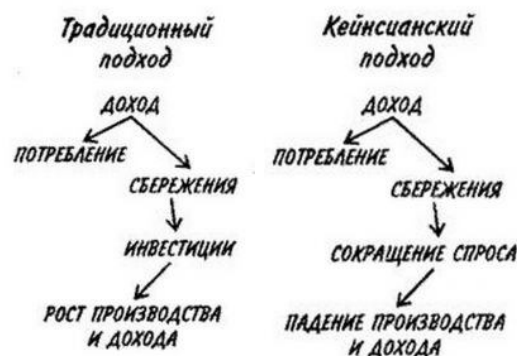 Традиционный
подход
ДОХОД
ПОТРЕБЛЕНИЕ
СБЕРЕЖЕНИЯ
ИНВЕСТИЦИИ
РОСТ ПРОИЗВОДСТВА
И ДОХОДА
Кейнсианский
подход
ДОХОД
ПОТРЕБЛЕНИЕ
СБЕРЕЖЕНИЯ
СОКРАЩЕНИЕ СПРОСА
ПАДЕНИЕ ПРОИЗВОДСТВА
И ДОХОДА